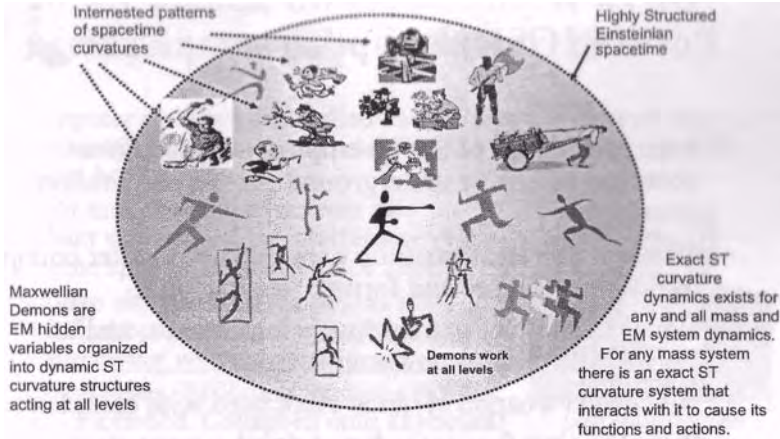 Internested patterns
of spacetime
curvatures
Highly Structured
Einsteinian
spacetime
Maxwellian
Demons are
EM hidden
variables organized
into dynamic ST
curvature structures
acting at all levels
Demons work
at all levels
Exact ST
curvature
dynamics exists for
any and all mass and
EM system dynamics.
For any mass system
there is an exact ST
curvature system that
interacts with it to cause its
functions and actions.